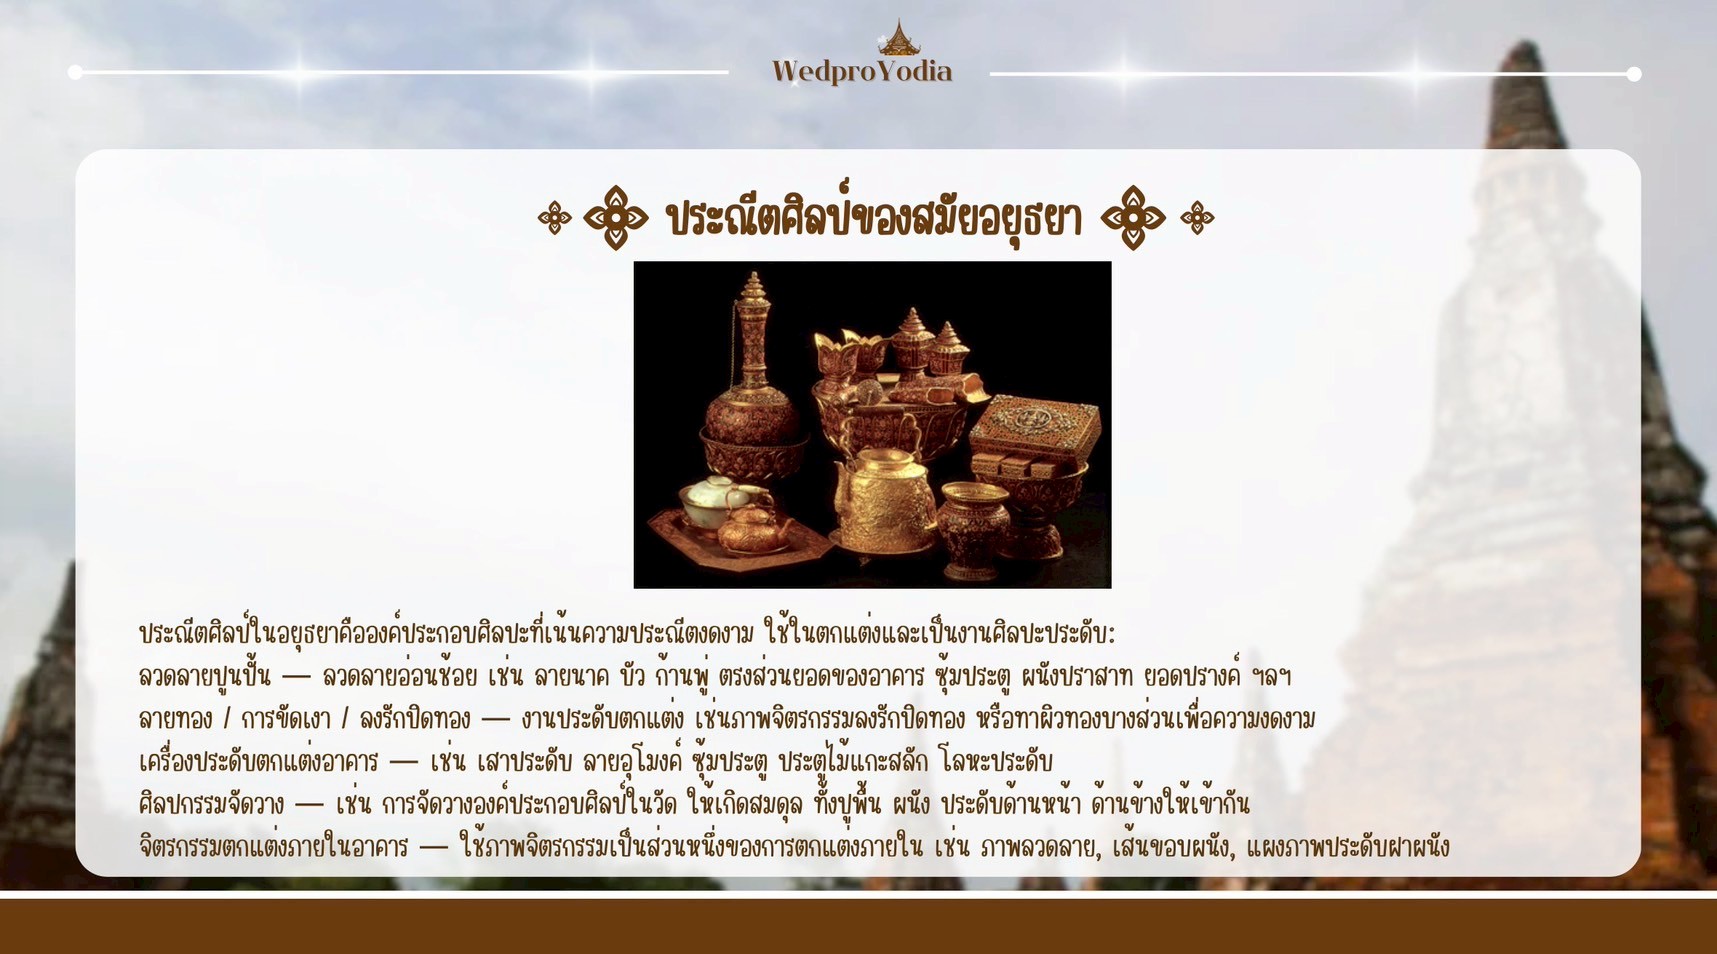 WedproYodia
ประณีตศิลป์ของสมัยอยุธยา
ประณีตศิลป์ในอยุธยาคือองค์ประกอบศิลปะที่เน้นความประณีตงดงาม ใช้ในตกแต่งและเป็นงานศิลปะประดับ:
ลวดลายปูนปั้น — ลวดลายอ่อนช้อย เช่น ลายนาค บัว ก้านพู่ ตรงส่วนยอดของอาคาร ซุ้มประตู ผนังปราสาท ยอดปรางค์ ฯลฯ
ลายทอง / การขัดเงา / ลงรักปิดทอง — งานประดับตกแต่ง เช่นภาพจิตรกรรมลงรักปิดทอง หรือทาผิวทองบางส่วนเพื่อความงดงาม
เครื่องประดับตกแต่งอาคาร — เช่น เสาประดับ ลายอุโมงค์ ซุ้มประตู ประตูไม้แกะสลัก โลหะประดับ
ศิลปกรรมจัดวาง — เช่น การจัดวางองค์ประกอบศิลป์ในวัด ให้เกิดสมดุล ทั้งปูพื้น ผนัง ประดับด้านหน้า ด้านข้างให้เข้ากัน
จิตรกรรมตกแต่งภายในอาคาร — ใช้ภาพจิตรกรรมเป็นส่วนหนึ่งของการตกแต่งภายใน เช่น ภาพลวดลาย, เส้นขอบผนัง, แผงภาพประดับฝาผนัง